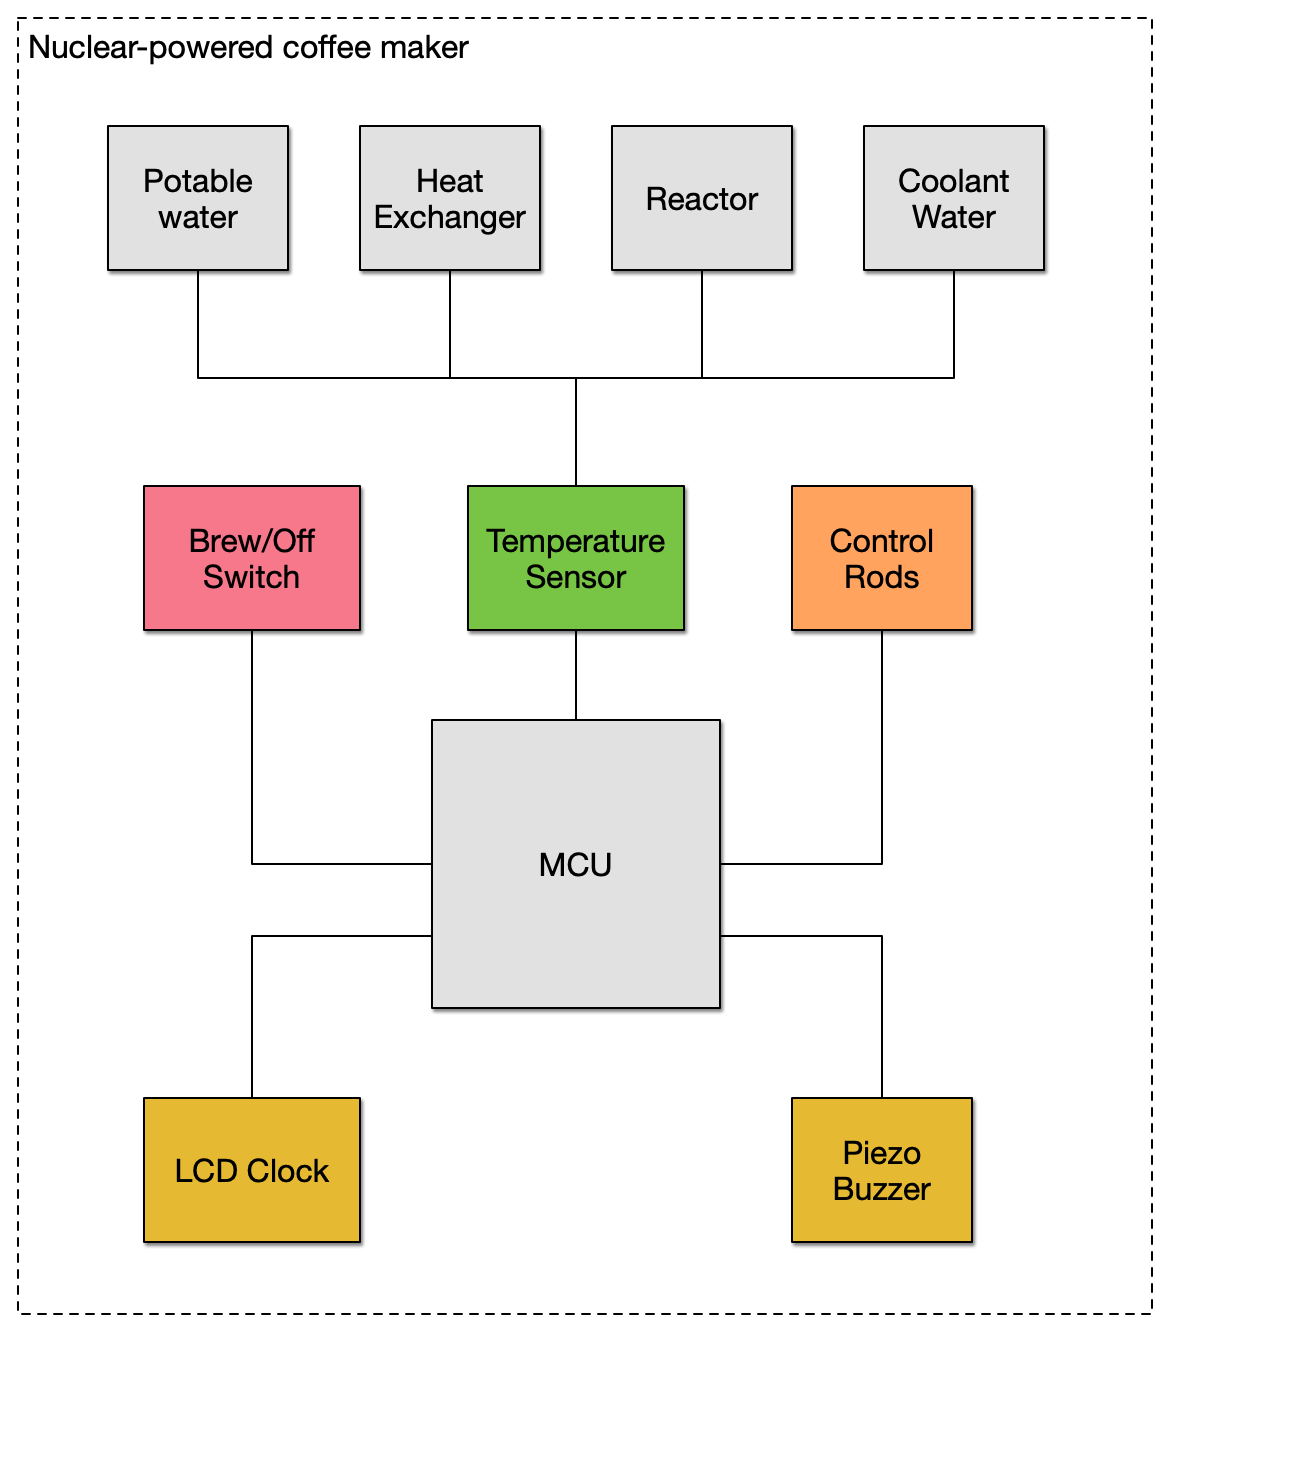 Nuclear-powered coffee maker
Potable
water
Heat
Exchanger
Reactor
Coolant
Water
Brew/Off
Switch
Temperature
Sensor
Control
Rods
MCU
LCD Clock
Piezo
Buzzer